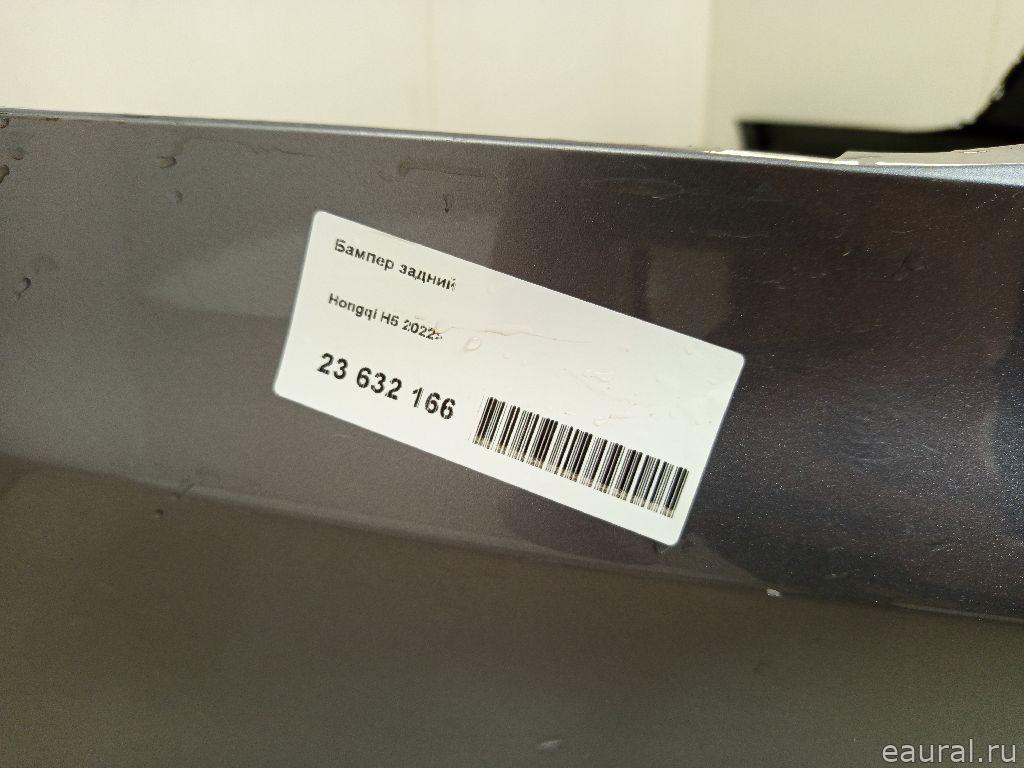 Бампер задний
Hongqi H5 2022>
23 632 166
eaural.ru